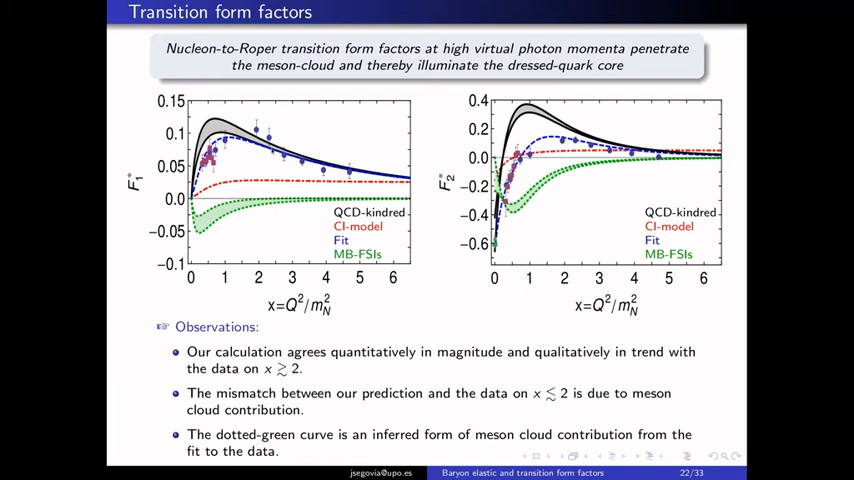 Transition form factors
Nucleon-to-Roper transition form factors at high virtual photon momenta penetrate
the meson-cloud and thereby illuminate the dressed-quark core
0.15
0.10
0.05
0.0
−0.05
−0.1
F₁*
QCD-kindred
CI-model
Fit
MB-FSIs
0 1 2 3 4 5 6
x=Q²/m²_N
0.4
0.2
0.0
−0.2
−0.4
−0.6
F₂*
QCD-kindred
CI-model
Fit
MB-FSIs
0 1 2 3 4 5 6
x=Q²/m²_N
☞ Observations:
Our calculation agrees quantitatively in magnitude and qualitatively in trend with
the data on x ≳ 2.
The mismatch between our prediction and the data on x ≲ 2 is due to meson
cloud contribution.
The dotted-green curve is an inferred form of meson cloud contribution from the
fit to the data.
jsegovia@upo.es Baryon elastic and transition form factors 22/33